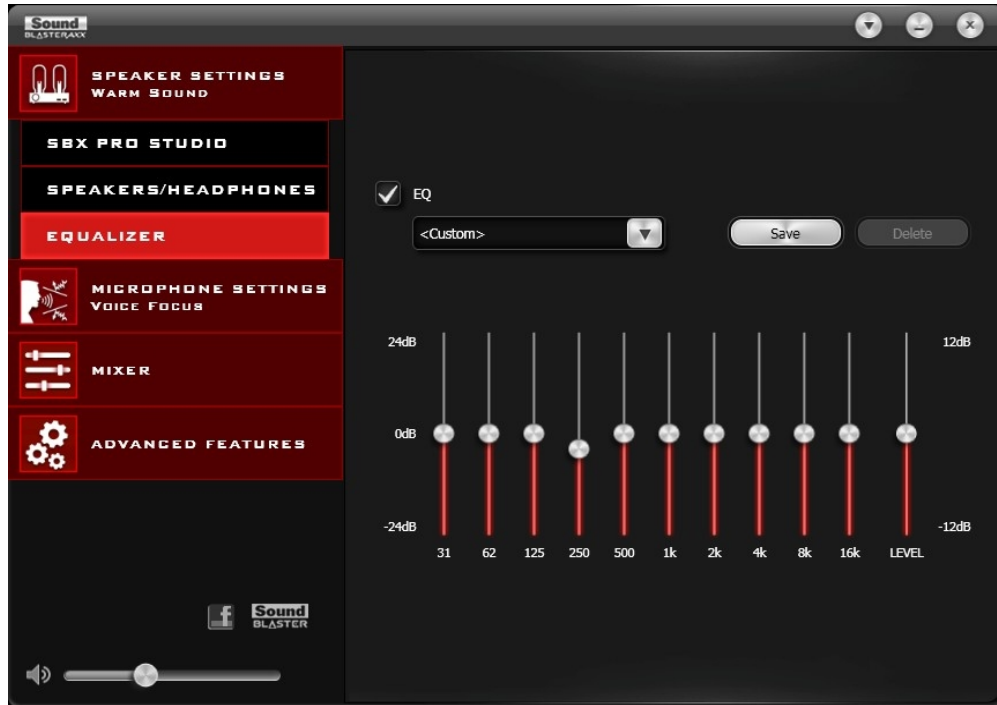 Sound
BLASTERAXX
SPEAKER SETTINGS
WARM SOUND
SBX PRO STUDIO
SPEAKERS/HEADPHONES
EQUALIZER
MICROPHONE SETTINGS
VOICE FOCUS
MIXER
ADVANCED FEATURES
Sound
BLASTER
EQ
<Custom>
Save
Delete
24dB
12dB
0dB
-24dB
-12dB
31 62 125 250 500 1k 2k 4k 8k 16k LEVEL